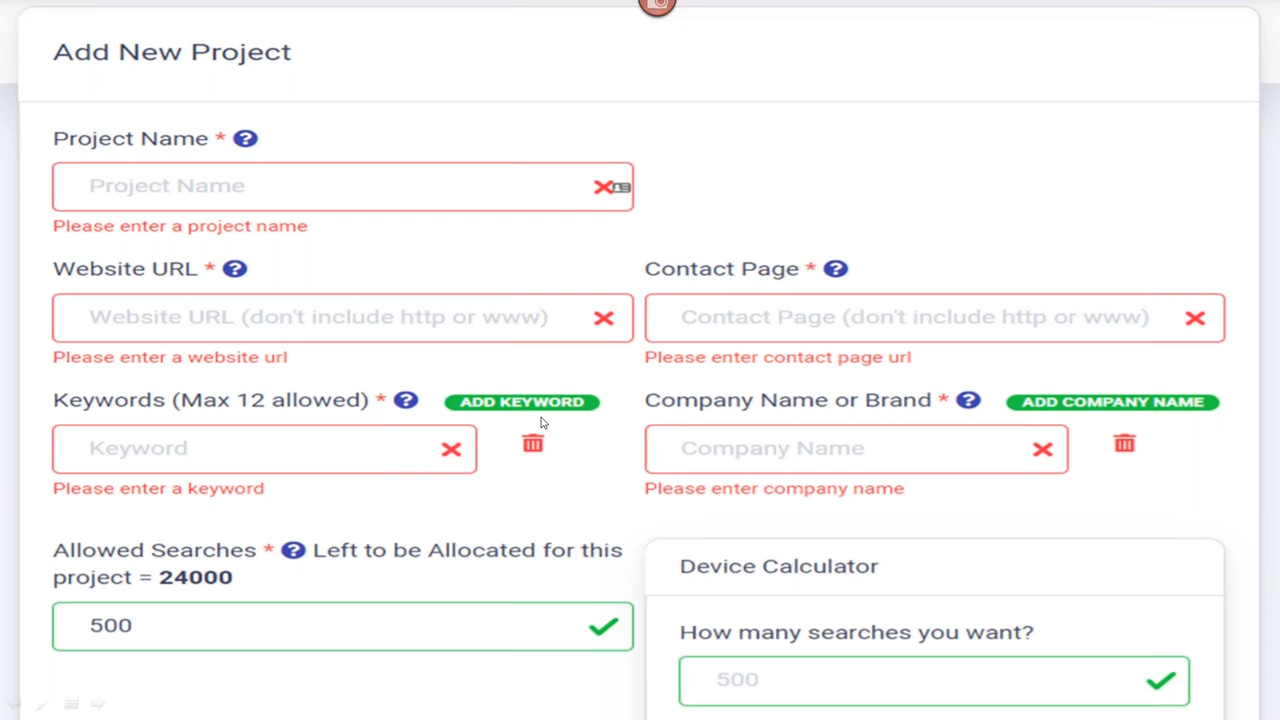 Add New Project
Project Name * ?
Project Name
Please enter a project name
Website URL * ?
Contact Page * ?
Website URL (don't include http or www)
Contact Page (don't include http or www)
Please enter a website url
Please enter contact page url
Keywords (Max 12 allowed) * ? ADD KEYWORD
Company Name or Brand * ? ADD COMPANY NAME
Keyword
Company Name
Please enter a keyword
Please enter company name
Allowed Searches * ? Left to be Allocated for this
project = 24000
500
Device Calculator
How many searches you want?
500